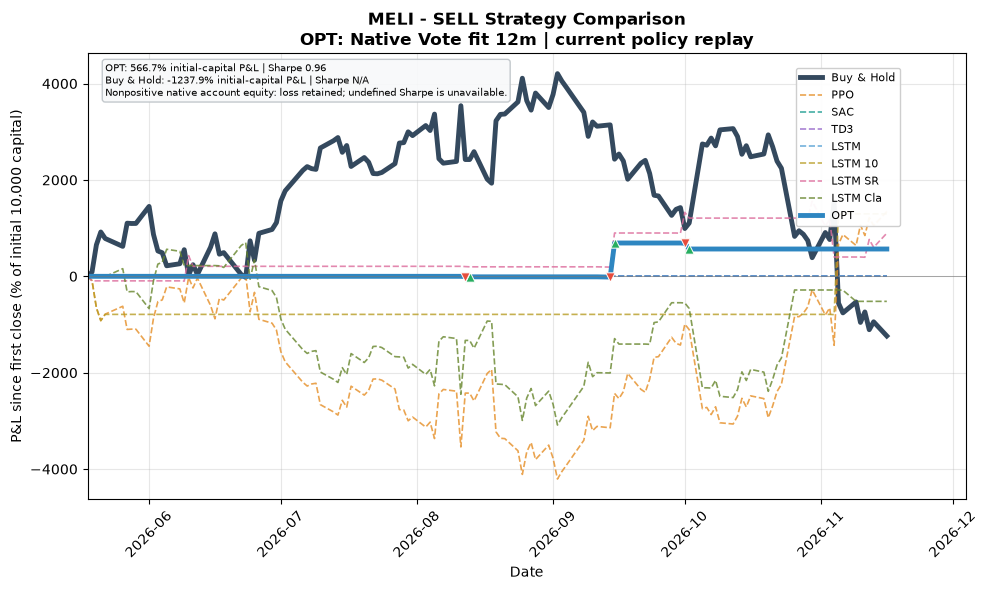 MELI - SELL Strategy Comparison
OPT: Native Vote fit 12m | current policy replay
OPT: 566.7% initial-capital P&L | Sharpe 0.96
Buy & Hold: -1237.9% initial-capital P&L | Sharpe N/A
Nonpositive native account equity: loss retained; undefined Sharpe is unavailable.
Buy & Hold
PPO
SAC
TD3
LSTM
LSTM 10
LSTM SR
LSTM Cla
OPT
P&L since first close (% of initial 10,000 capital)
4000
2000
0
−2000
−4000
2026-06
2026-07
2026-08
2026-09
2026-10
2026-11
2026-12
Date